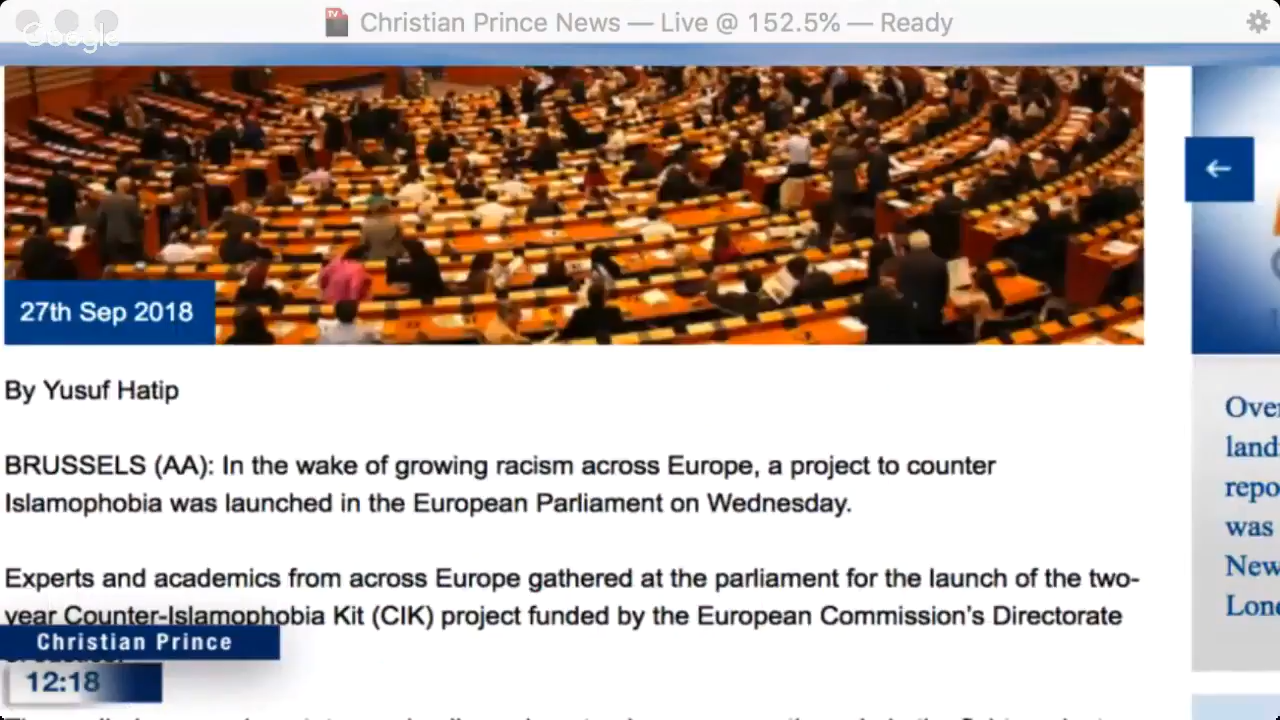 Christian Prince News — Live @ 152.5% — Ready
Google
27th Sep 2018
By Yusuf Hatip
BRUSSELS (AA): In the wake of growing racism across Europe, a project to counter
Islamophobia was launched in the European Parliament on Wednesday.
Experts and academics from across Europe gathered at the parliament for the launch of the two-
year Counter-Islamophobia Kit (CIK) project funded by the European Commission's Directorate
Christian Prince
12:18
Over
land
repo
was
New
Lond